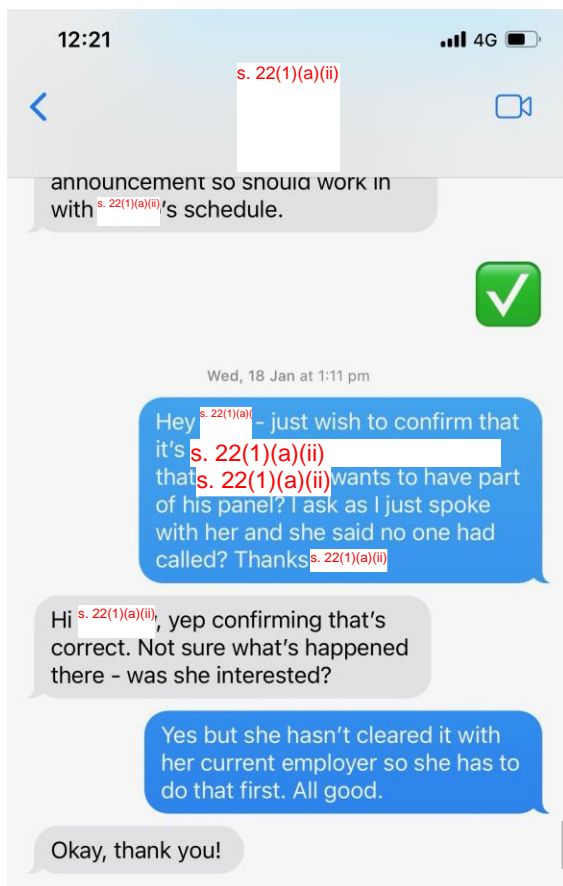 12:21 4G
s. 22(1)(a)(ii)
announcement so should work in
with s. 22(1)(a)(ii)'s schedule.
Wed, 18 Jan at 1:11 pm
Hey s. 22(1)(a)( – just wish to confirm that
it's s. 22(1)(a)(ii)
that s. 22(1)(a)(ii) wants to have part
of his panel? I ask as I just spoke
with her and she said no one had
called? Thanks s. 22(1)(a)(ii)
Hi s. 22(1)(a)(ii), yep confirming that's
correct. Not sure what's happened
there – was she interested?
Yes but she hasn't cleared it with
her current employer so she has to
do that first. All good.
Okay, thank you!